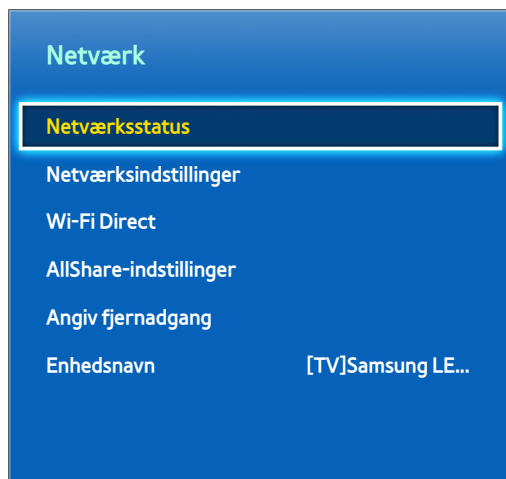 Netværk
Netværksstatus
Netværksindstillinger
Wi-Fi Direct
AllShare-indstillinger
Angiv fjernadgang
Enhedsnavn [TV]Samsung LE...